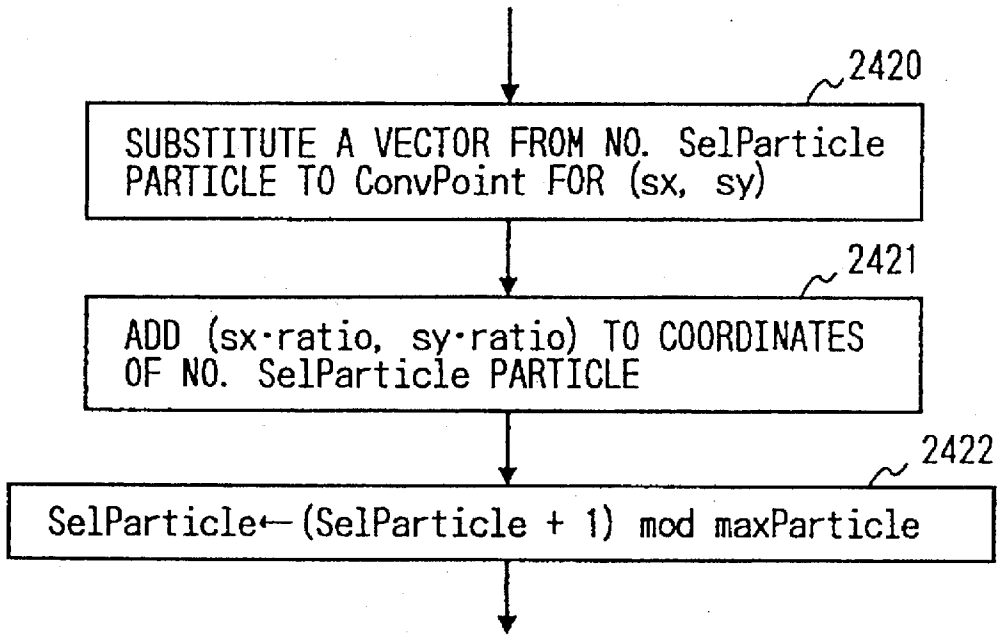 2420
SUBSTITUTE A VECTOR FROM NO. SelParticle
PARTICLE TO ConvPoint FOR (sx, sy)
2421
ADD (sx·ratio, sy·ratio) TO COORDINATES
OF NO. SelParticle PARTICLE
2422
SelParticle←(SelParticle + 1) mod maxParticle